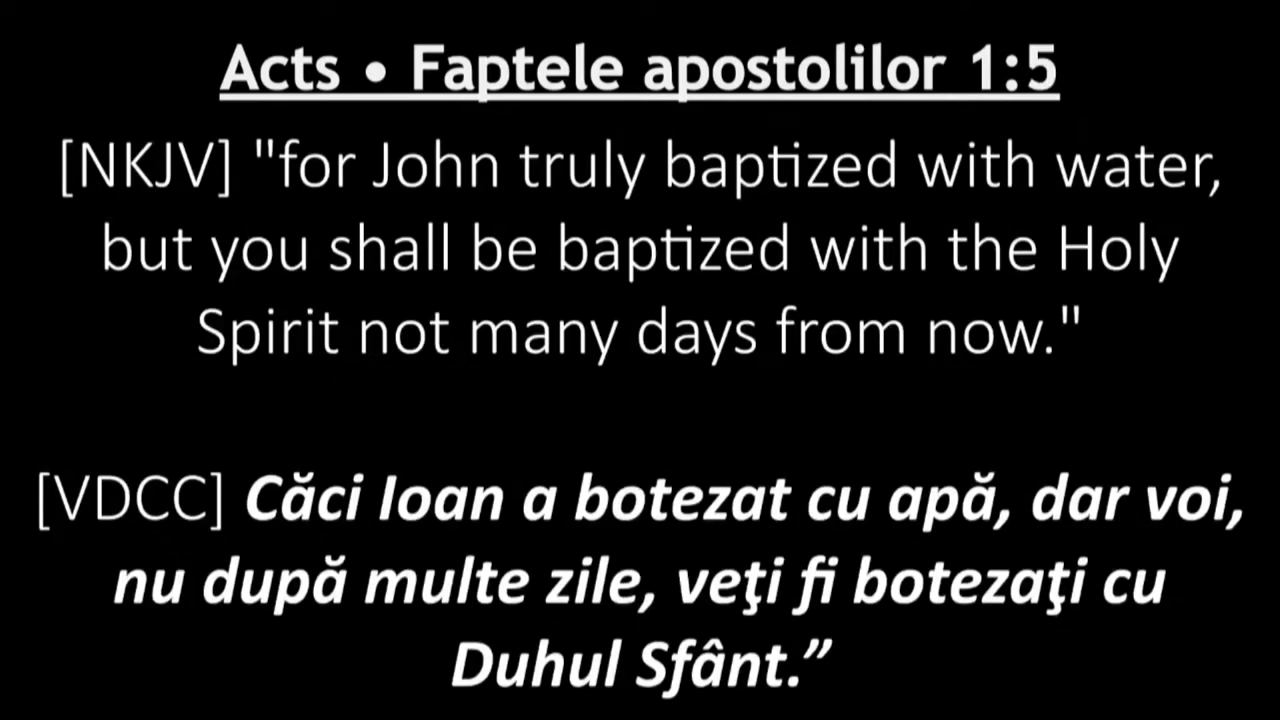 Acts • Faptele apostolilor 1:5
[NKJV] "for John truly baptized with water,
but you shall be baptized with the Holy
Spirit not many days from now."
[VDCC] Căci Ioan a botezat cu apă, dar voi,
nu după multe zile, veţi fi botezaţi cu
Duhul Sfânt.”